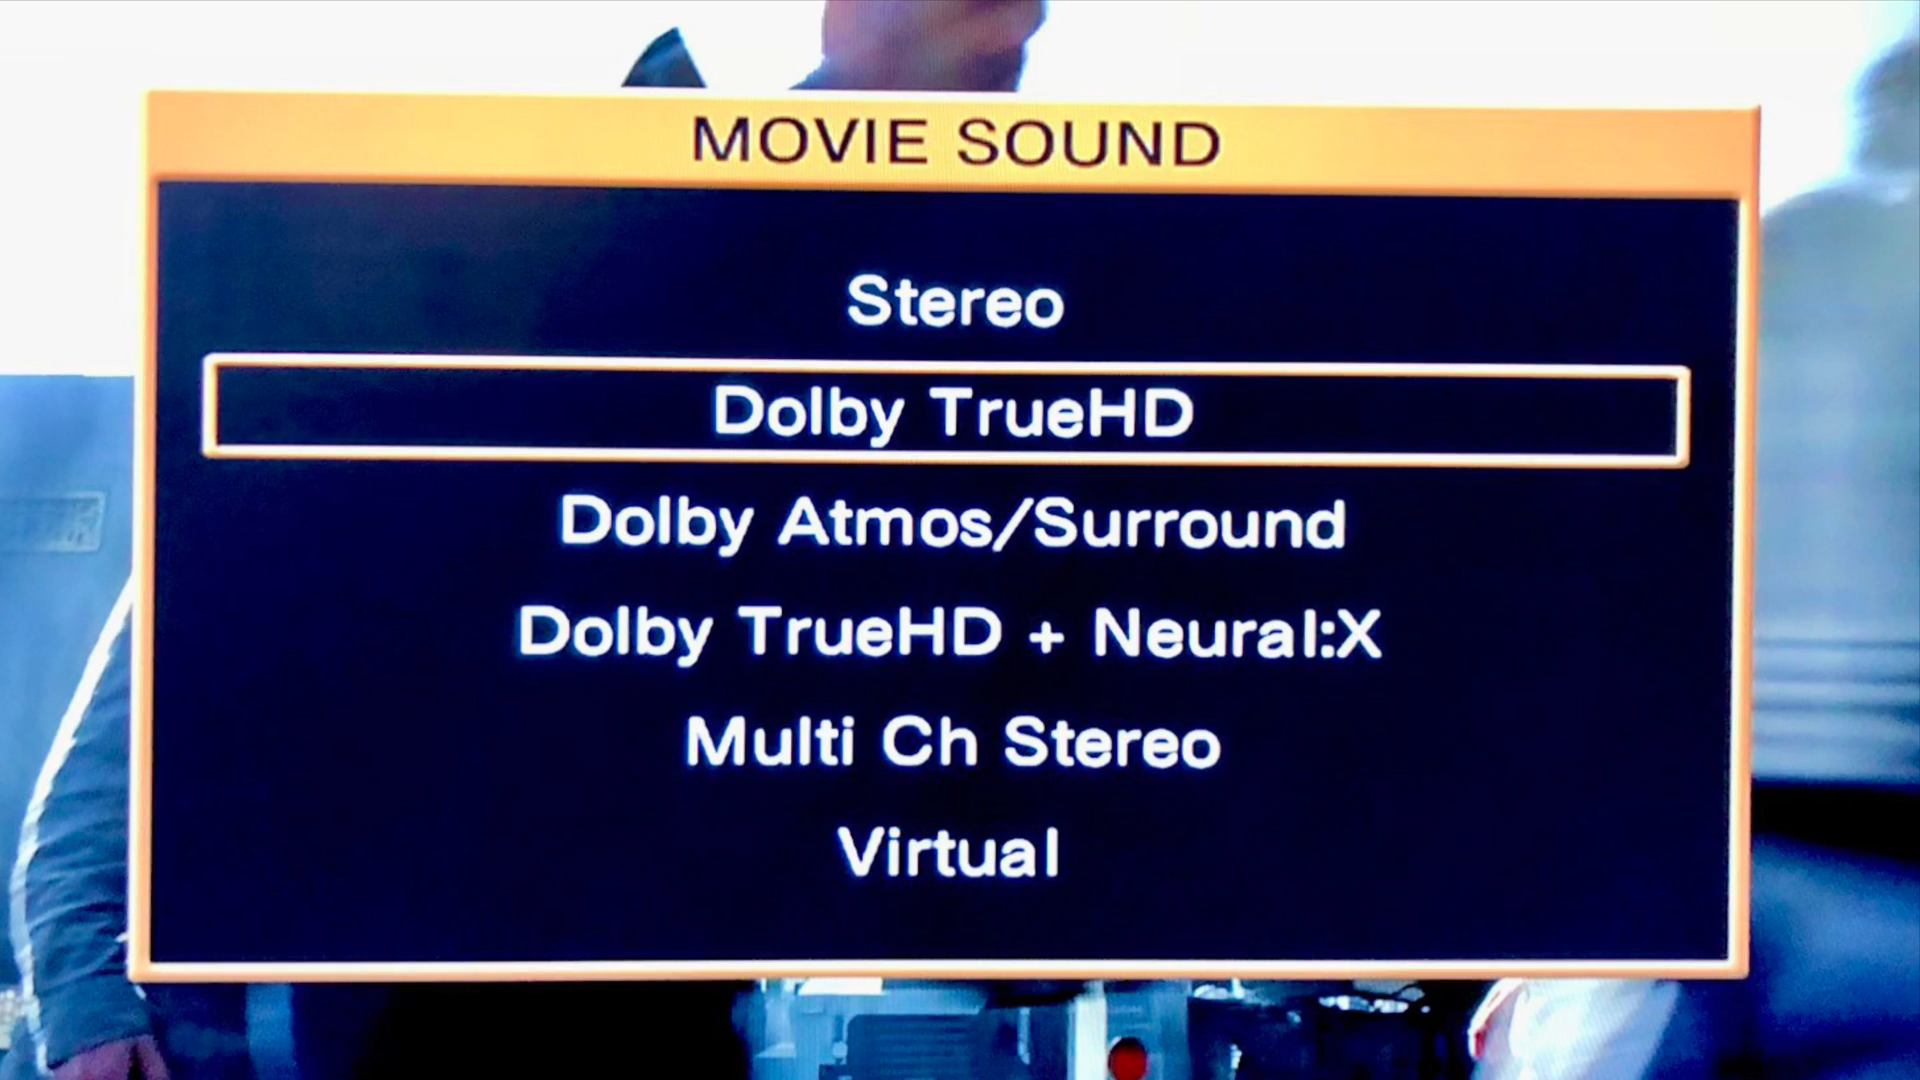 MOVIE SOUND
Stereo
Dolby TrueHD
Dolby Atmos/Surround
Dolby TrueHD + Neural:X
Multi Ch Stereo
Virtual